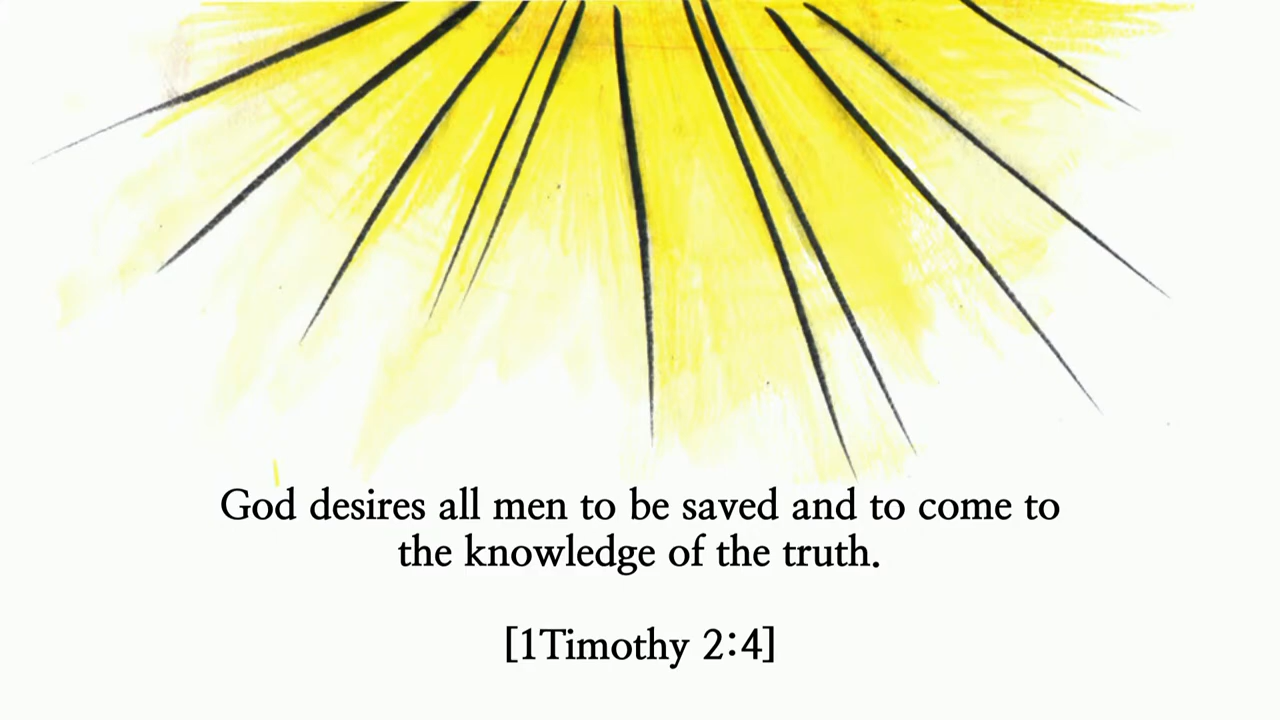 God desires all men to be saved and to come to
the knowledge of the truth.
[1Timothy 2:4]